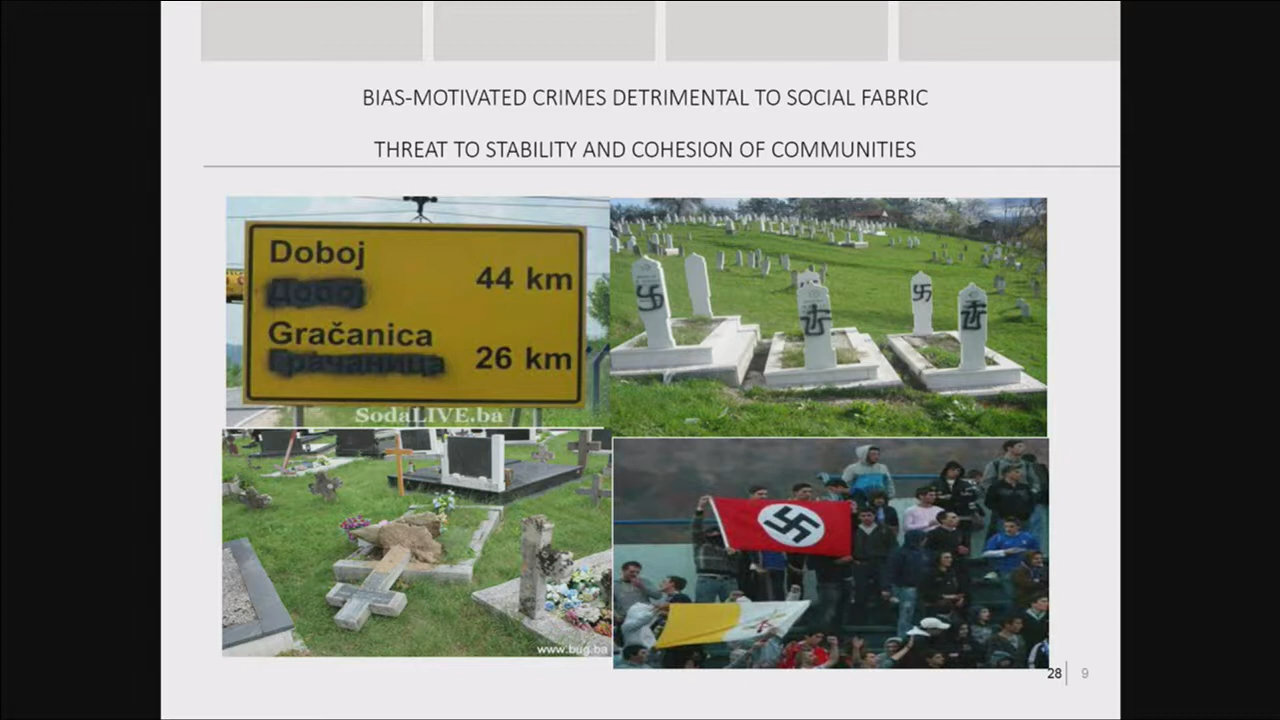 BIAS-MOTIVATED CRIMES DETRIMENTAL TO SOCIAL FABRIC
THREAT TO STABILITY AND COHESION OF COMMUNITIES
Doboj
Добој
44 km
Gračanica
Грачаница
26 km
SodaLIVE.ba
www.bug.ba
28
9